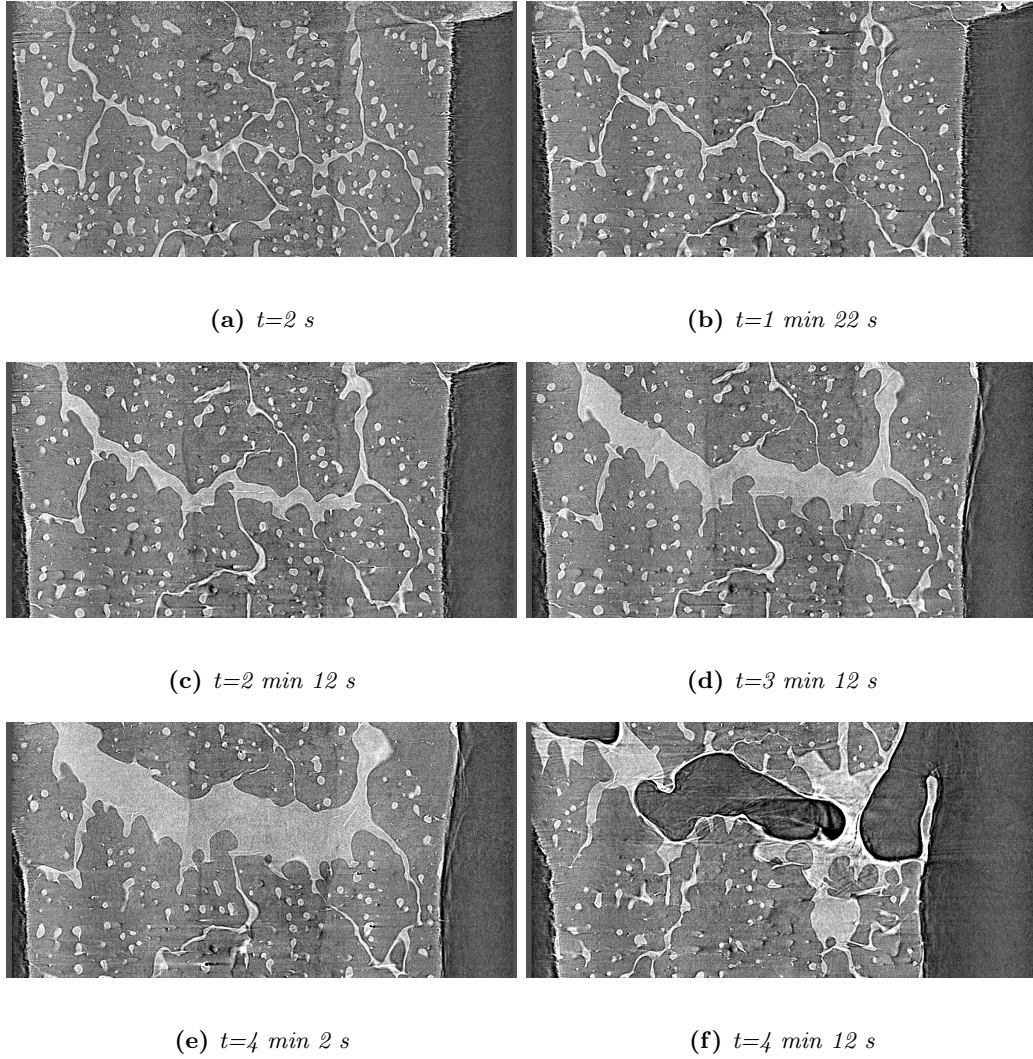 (a) t=2 s
(b) t=1 min 22 s
(c) t=2 min 12 s
(d) t=3 min 12 s
(e) t=4 min 2 s
(f) t=4 min 12 s